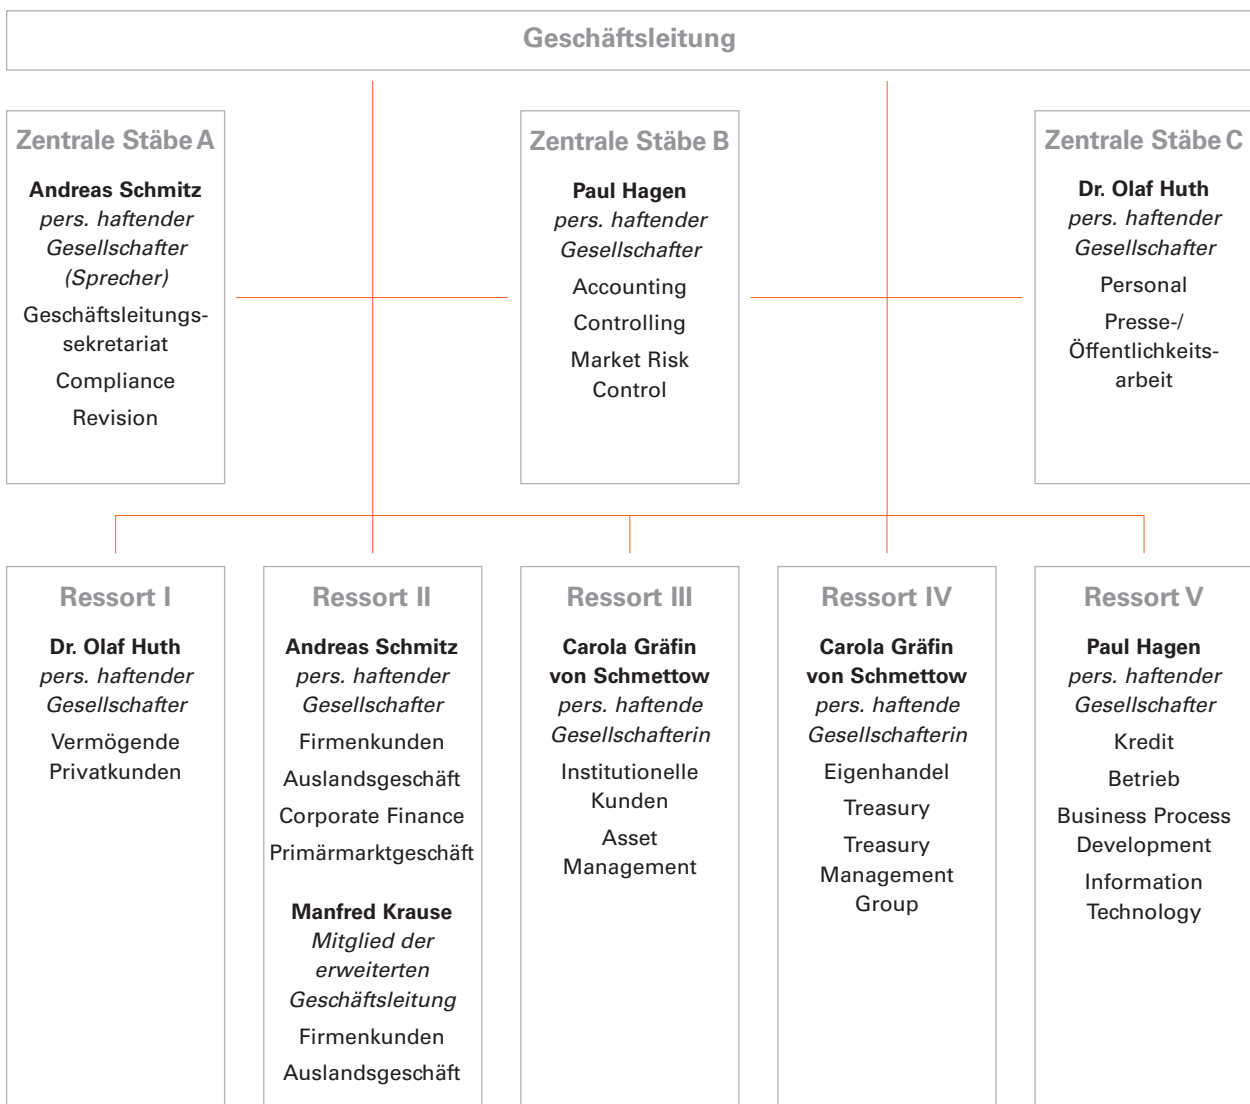 Geschäftsleitung
Zentrale Stäbe A
Andreas Schmitz
pers. haftender
Gesellschafter
(Sprecher)
Geschäftsleitungs-
sekretariat
Compliance
Revision
Zentrale Stäbe B
Paul Hagen
pers. haftender
Gesellschafter
Accounting
Controlling
Market Risk
Control
Zentrale Stäbe C
Dr. Olaf Huth
pers. haftender
Gesellschafter
Personal
Presse-/
Öffentlichkeits-
arbeit
Ressort I
Dr. Olaf Huth
pers. haftender
Gesellschafter
Vermögende
Privatkunden
Ressort II
Andreas Schmitz
pers. haftender
Gesellschafter
Firmenkunden
Auslandsgeschäft
Corporate Finance
Primärmarktgeschäft
Manfred Krause
Mitglied der
erweiterten
Geschäftsleitung
Firmenkunden
Auslandsgeschäft
Ressort III
Carola Gräfin
von Schmettow
pers. haftende
Gesellschafterin
Institutionelle
Kunden
Asset
Management
Ressort IV
Carola Gräfin
von Schmettow
pers. haftende
Gesellschafterin
Eigenhandel
Treasury
Treasury
Management
Group
Ressort V
Paul Hagen
pers. haftender
Gesellschafter
Kredit
Betrieb
Business Process
Development
Information
Technology